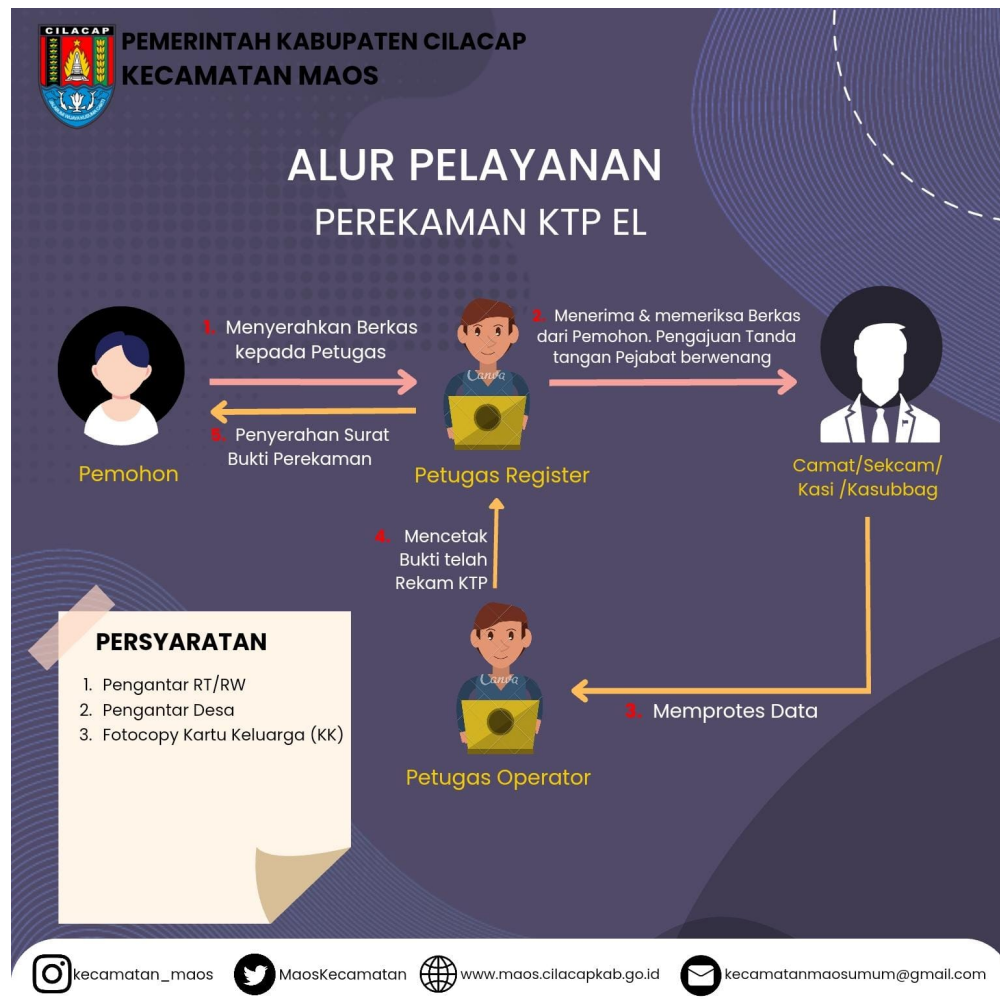 CILACAP
PEMERINTAH KABUPATEN CILACAP
KECAMATAN MAOS
ALUR PELAYANAN
PEREKAMAN KTP EL
1. Menyerahkan Berkas
kepada Petugas
2. Menerima & memeriksa Berkas
dari Pemohon. Pengajuan Tanda
tangan Pejabat berwenang
Canva
5. Penyerahan Surat
Bukti Perekaman
Pemohon
Petugas Register
Camat/Sekcam/
Kasi /Kasubbag
4. Mencetak
Bukti telah
Rekam KTP
Canva
3. Memprotes Data
Petugas Operator
PERSYARATAN
1. Pengantar RT/RW
2. Pengantar Desa
3. Fotocopy Kartu Keluarga (KK)
kecamatan_maos
MaosKecamatan
www.maos.cilacapkab.go.id
kecamatanmaosumum@gmail.com